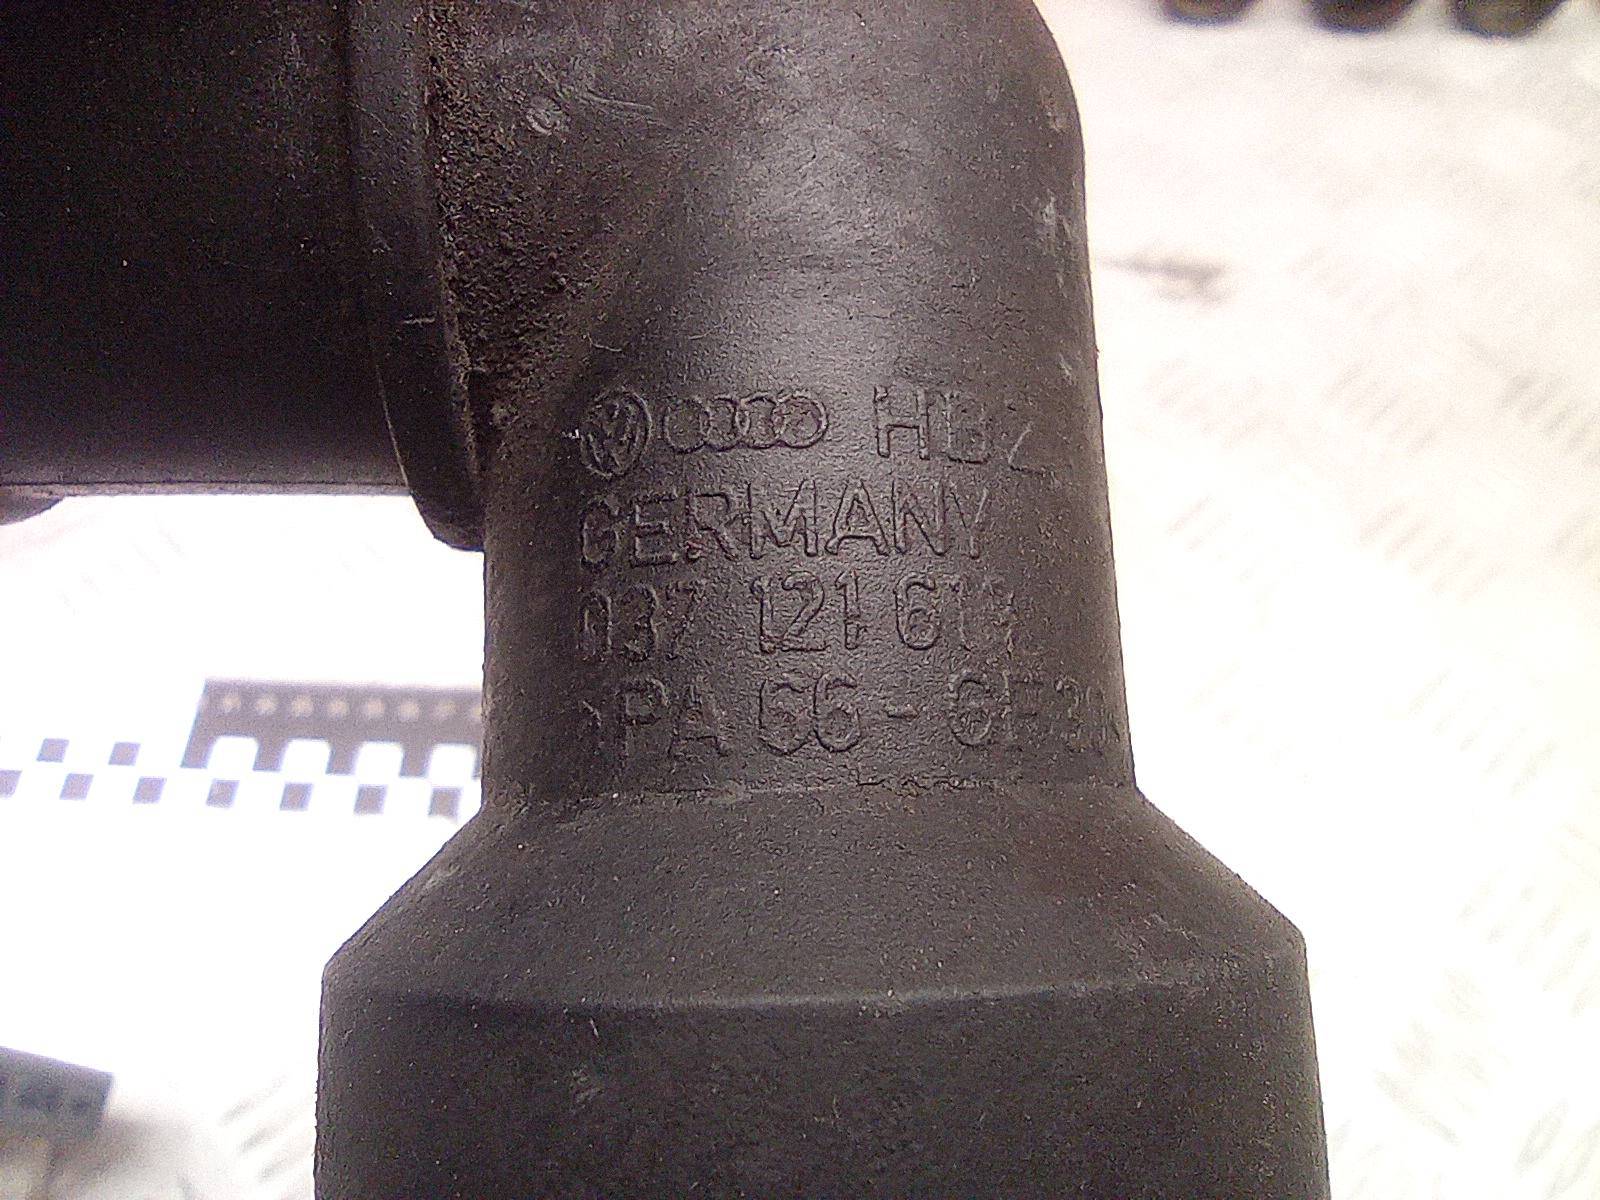 HBZ
GERMANY
037 121
PA 66 -